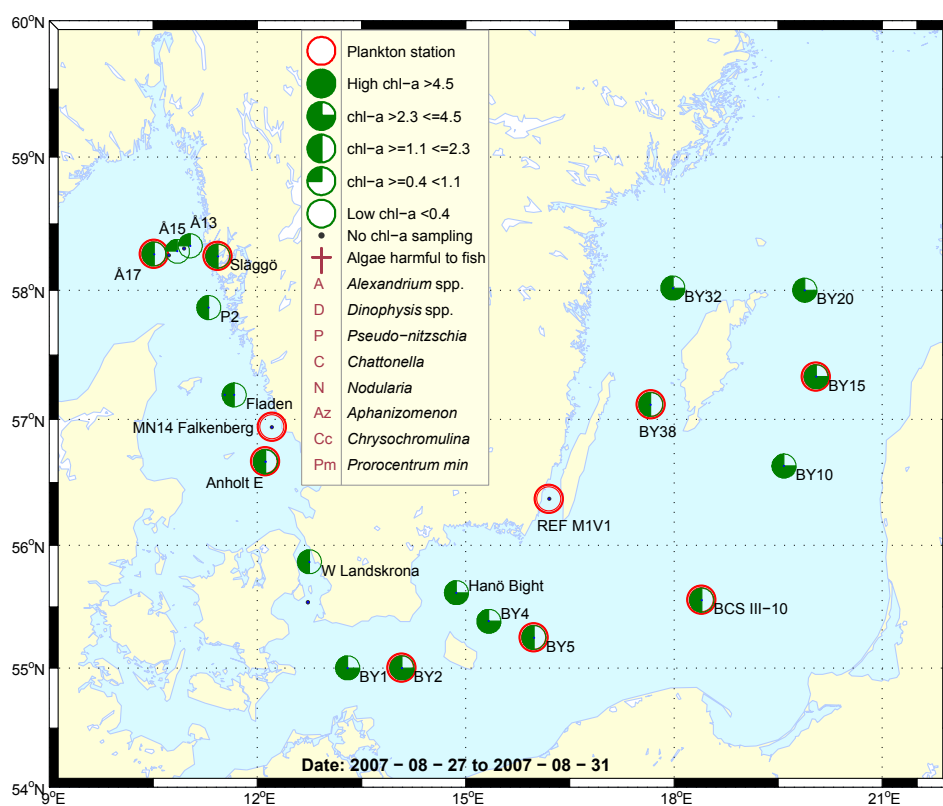 60°N
59°N
58°N
57°N
56°N
55°N
54°N
9°E
12°E
15°E
18°E
21°E
Plankton station
High chl−a >4.5
chl−a >2.3 <=4.5
chl−a >=1.1 <=2.3
chl−a >=0.4 <1.1
Low chl−a <0.4
No chl−a sampling
Algae harmful to fish
A Alexandrium spp.
D Dinophysis spp.
P Pseudo−nitzschia
C Chattonella
N Nodularia
Az Aphanizomenon
Cc Chrysochromulina
Pm Prorocentrum min
Å13
Å15
Å17
Släggö
P2
Fladen
MN14 Falkenberg
Anholt E
W Landskrona
Hanö Bight
BY4
BY5
BY1
BY2
REF M1V1
BY38
BY32
BY20
BY15
BY10
BCS III−10
Date: 2007 − 08 − 27 to 2007 − 08 − 31